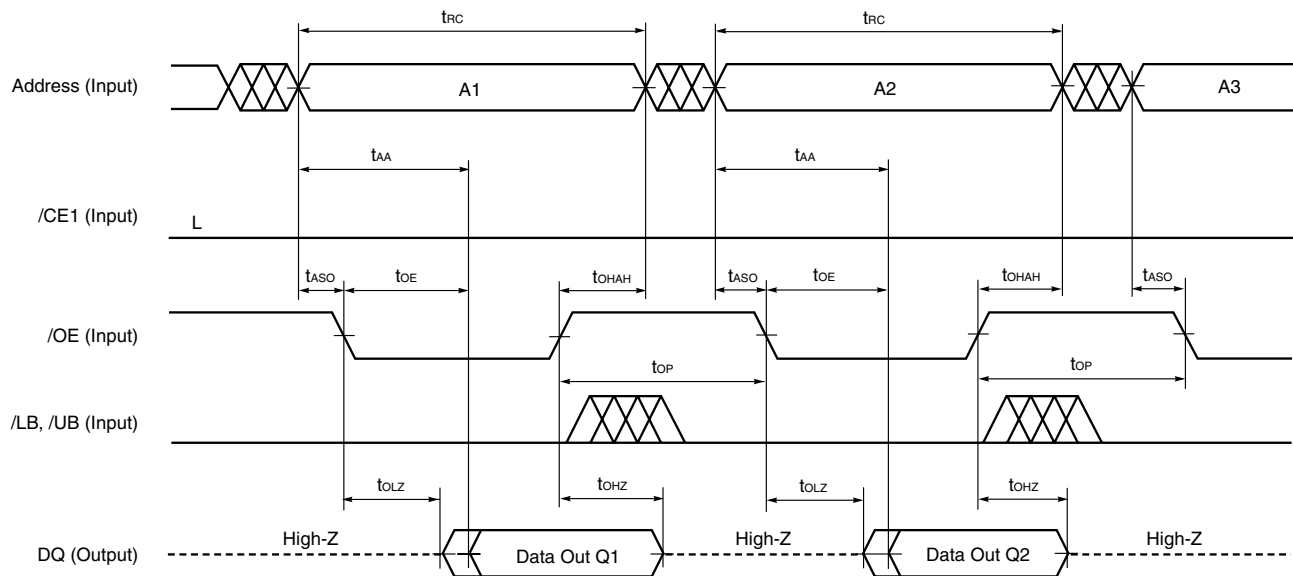 tRC tRC
Address (Input) A1 A2 A3
tAA tAA
/CE1 (Input) L
tASO tOE tOHAH tASO tOE tOHAH tASO
/OE (Input)
tOP tOP
/LB, /UB (Input)
tOLZ tOHZ tOLZ tOHZ
High-Z High-Z High-Z
DQ (Output) Data Out Q1 Data Out Q2